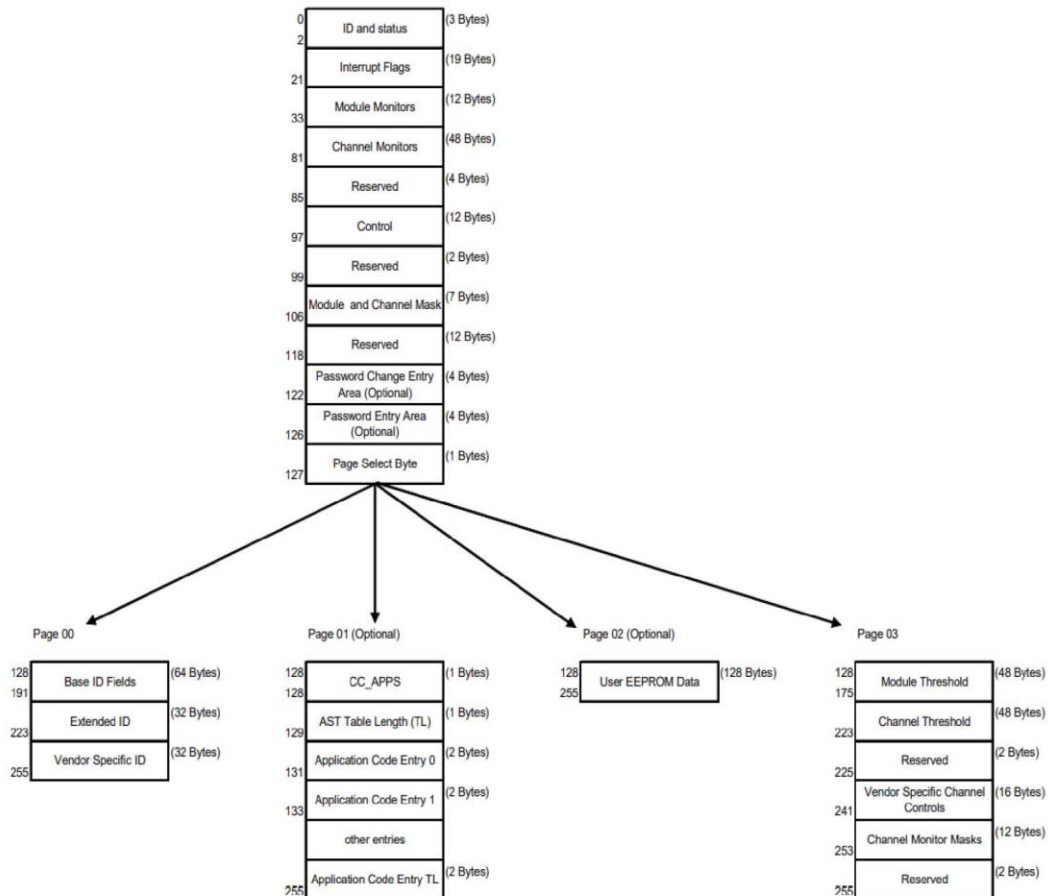 0 ID and status (3 Bytes)
2
Interrupt Flags (19 Bytes)
21
Module Monitors (12 Bytes)
33
Channel Monitors (48 Bytes)
81
Reserved (4 Bytes)
85
Control (12 Bytes)
97
Reserved (2 Bytes)
99
Module and Channel Mask (7 Bytes)
106
Reserved (12 Bytes)
118
Password Change Entry (4 Bytes)
Area (Optional)
122
Password Entry Area (4 Bytes)
(Optional)
126
Page Select Byte (1 Bytes)
127
Page 00
128 Base ID Fields (64 Bytes)
191
Extended ID (32 Bytes)
223
Vendor Specific ID (32 Bytes)
255
Page 01 (Optional)
128 CC_APPS (1 Bytes)
128
AST Table Length (TL) (1 Bytes)
129
Application Code Entry 0 (2 Bytes)
131
Application Code Entry 1 (2 Bytes)
133
other entries
Application Code Entry TL (2 Bytes)
255
Page 02 (Optional)
128 User EEPROM Data (128 Bytes)
255
Page 03
128 Module Threshold (48 Bytes)
175
Channel Threshold (48 Bytes)
223
Reserved (2 Bytes)
225
Vendor Specific Channel (16 Bytes)
Controls
241
Channel Monitor Masks (12 Bytes)
253
Reserved (2 Bytes)
255